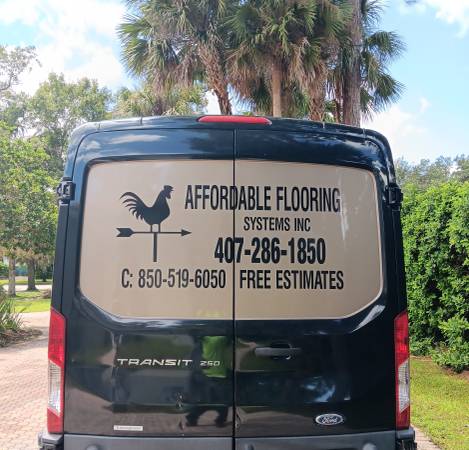 AFFORDABLE FLOORING
SYSTEMS INC
407-286-1850
C: 850-519-6050 FREE ESTIMATES
TRANSIT 250
Ford